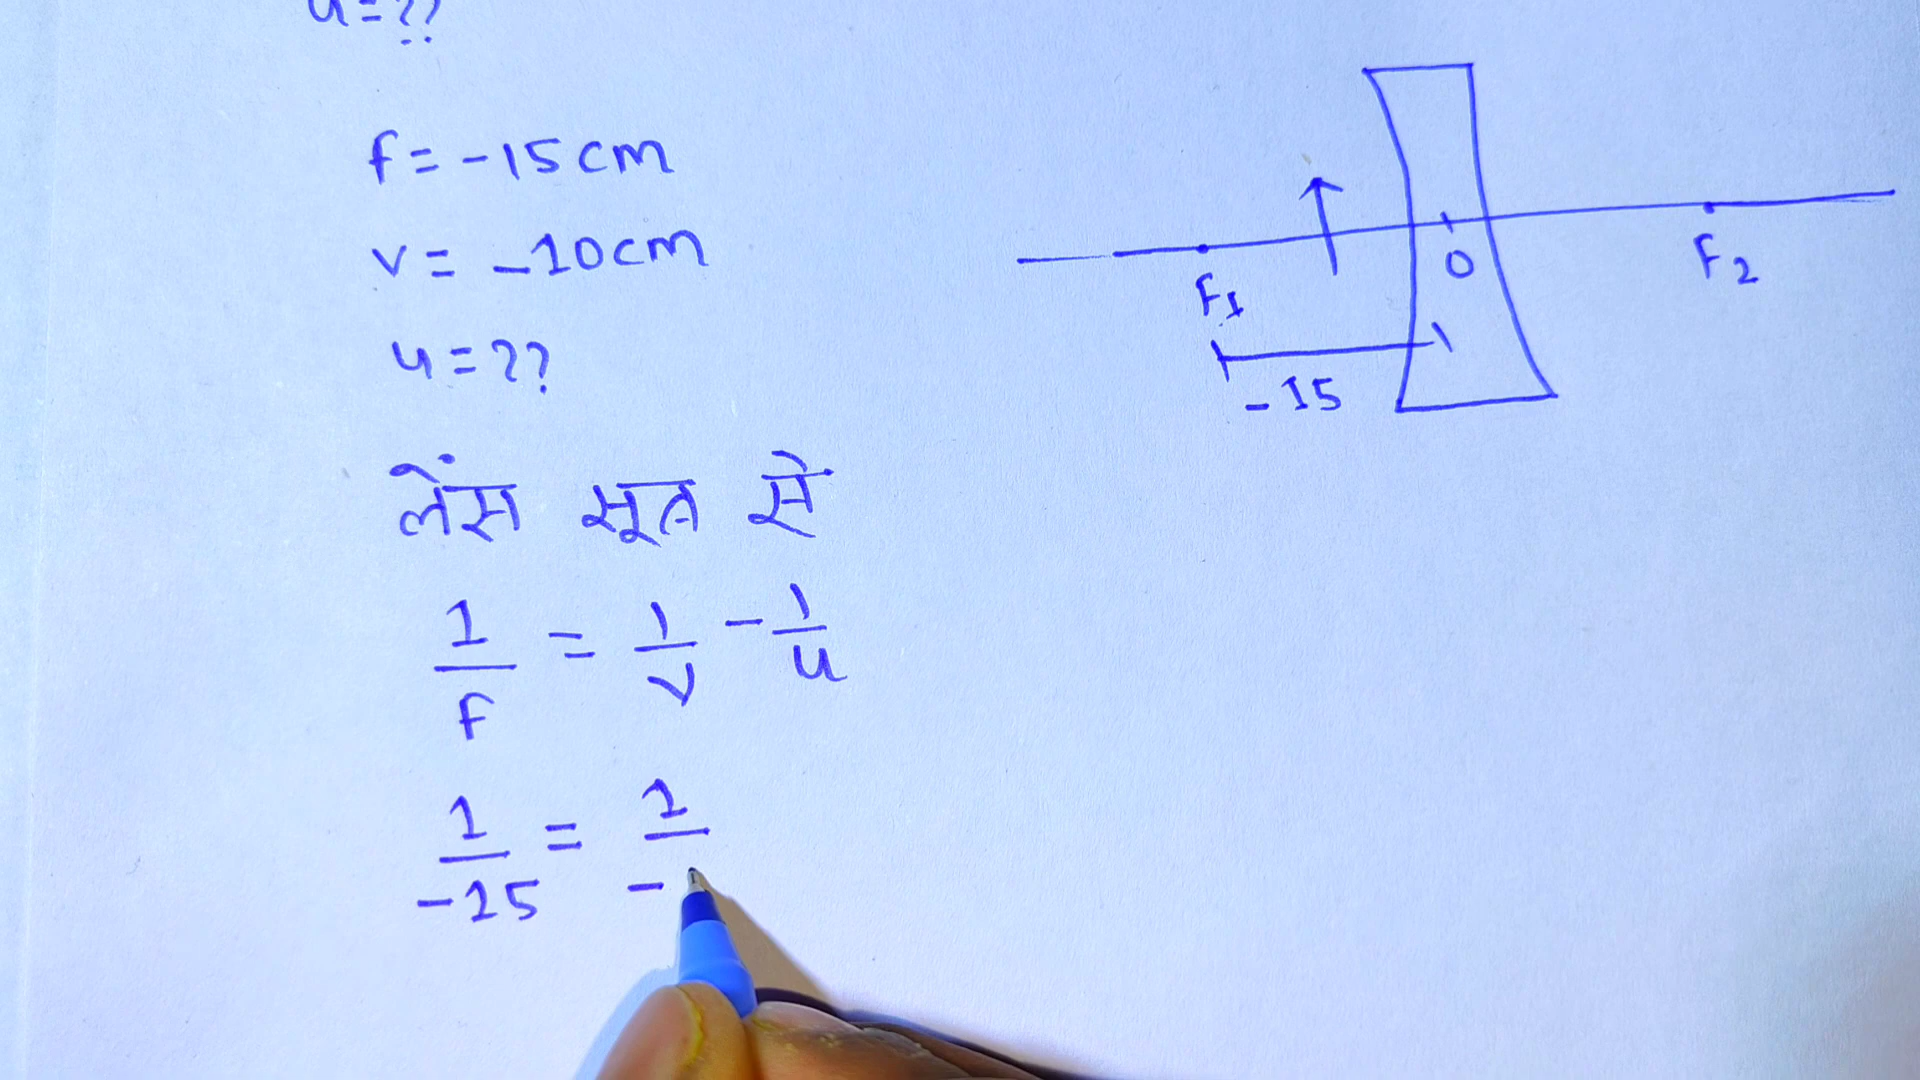 u=??
f=-15cm
v= -10cm
u=??
लेंस सूत्र से
1/f = 1/v - 1/u
1/-15 = 1/-
O
F1
F2
-15